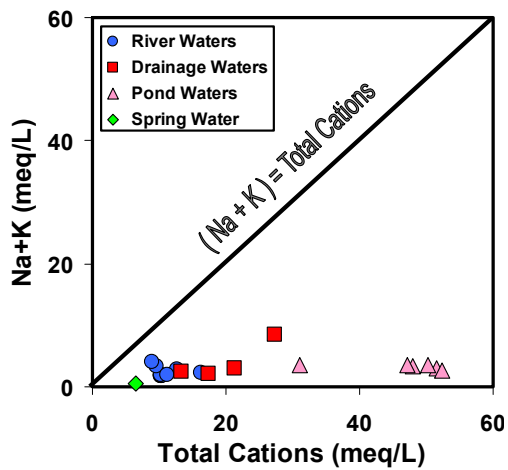 60
River Waters
Drainage Waters
Pond Waters
Spring Water
40
(Na + K) = Total Cations
Na+K (meq/L)
20
0
0
20
40
60
Total Cations (meq/L)